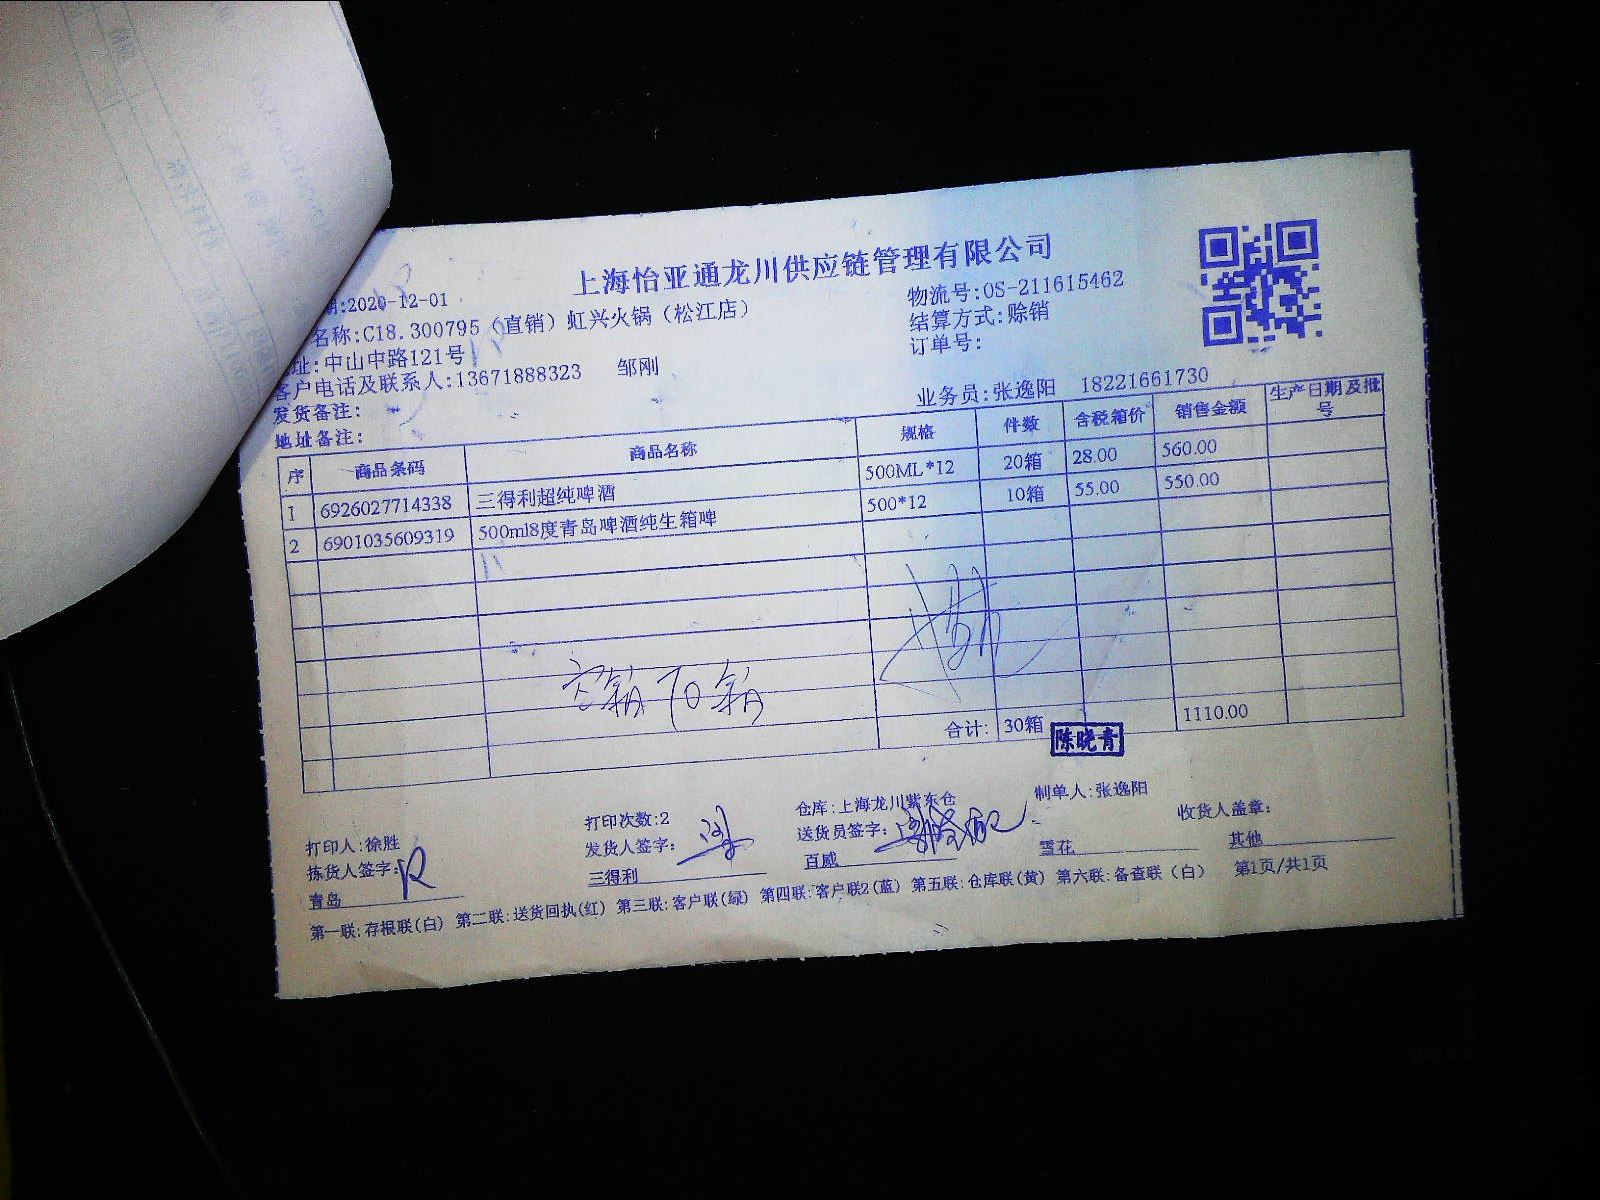 上海怡亚通龙川供应链管理有限公司
期:2020-12-01
物流号:OS-211615462
名称:C18.300795（直销）虹兴火锅（松江店）
结算方式:赊销
址:中山中路121号
订单号:
客户电话及联系人:13671888323 邹刚
业务员:张逸阳 18221661730
发货备注:
地址备注:
序 商品条码 商品名称 规格 件数 含税箱价 销售金额 生产日期及批号
1 6926027714338 三得利超纯啤酒 500ML*12 20箱 28.00 560.00
2 6901035609319 500ml8度青岛啤酒纯生箱啤 500*12 10箱 55.00 550.00
空箱70箱
合计: 30箱 1110.00
陈晓青
打印人:徐胜 打印次数:2 仓库:上海龙川紫东仓 制单人:张逸阳
拣货人签字: 发货人签字: 送货员签字: 收货人盖章:
青岛 三得利 百威 雪花 其他
第一联:存根联(白) 第二联:送货回执(红) 第三联:客户联(绿) 第四联:客户联2(蓝) 第五联:仓库联(黄) 第六联:备查联（白） 第1页/共1页